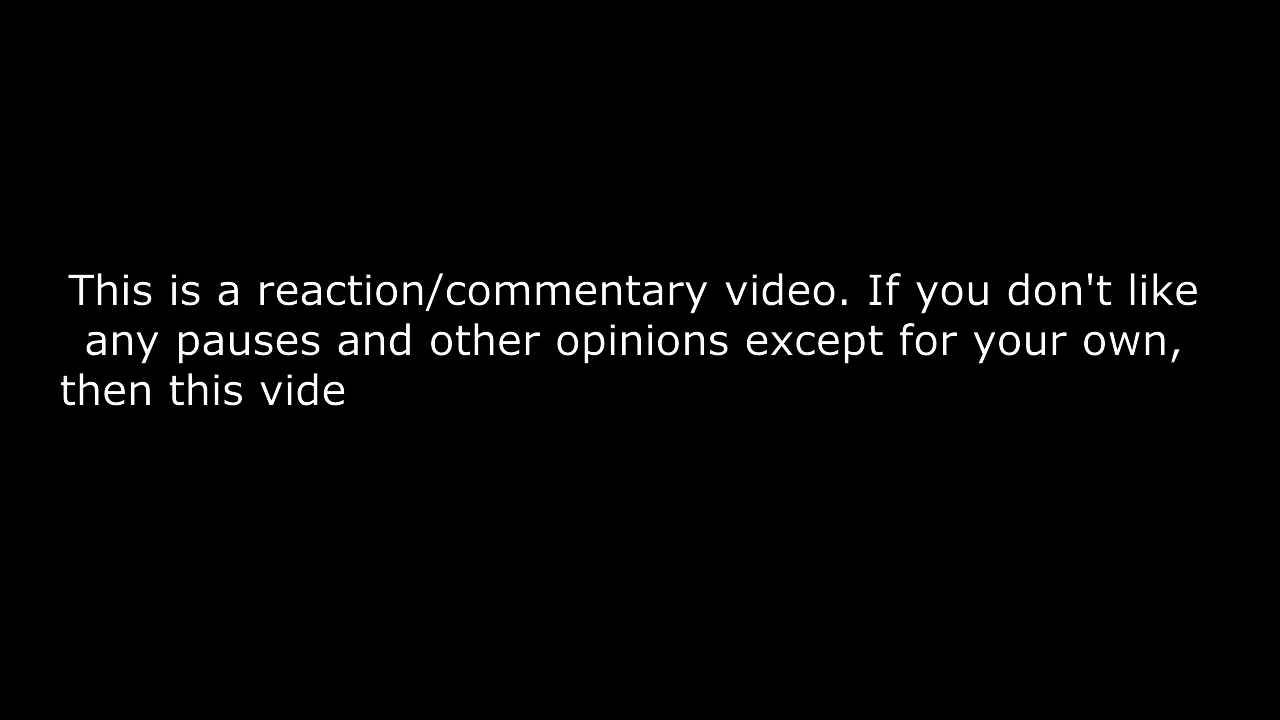 This is a reaction/commentary video. If you don't like
any pauses and other opinions except for your own,
then this vide